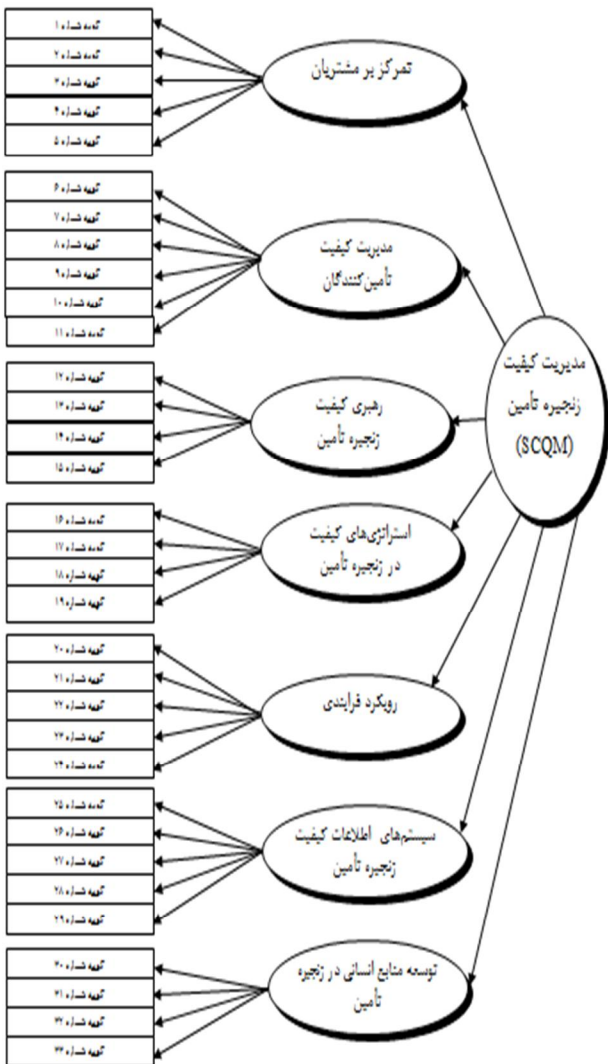 مدیریت کیفیت
زنجیره تأمین
(SCQM)
تمرکز بر مشتریان
گویه شماره ۱
گویه شماره ۲
گویه شماره ۳
گویه شماره ۴
گویه شماره ۵
مدیریت کیفیت
تأمین‌کنندگان
گویه شماره ۶
گویه شماره ۷
گویه شماره ۸
گویه شماره ۹
گویه شماره ۱۰
گویه شماره ۱۱
رهبری کیفیت
زنجیره تأمین
گویه شماره ۱۲
گویه شماره ۱۳
گویه شماره ۱۴
گویه شماره ۱۵
استراتژی‌های کیفیت
در زنجیره تأمین
گویه شماره ۱۶
گویه شماره ۱۷
گویه شماره ۱۸
گویه شماره ۱۹
رویکرد فرایندی
گویه شماره ۲۰
گویه شماره ۲۱
گویه شماره ۲۲
گویه شماره ۲۳
گویه شماره ۲۴
سیستم‌های اطلاعات کیفیت
زنجیره تأمین
گویه شماره ۲۵
گویه شماره ۲۶
گویه شماره ۲۷
گویه شماره ۲۸
گویه شماره ۲۹
توسعه منابع انسانی در زنجیره
تأمین
گویه شماره ۳۰
گویه شماره ۳۱
گویه شماره ۳۲
گویه شماره ۳۳